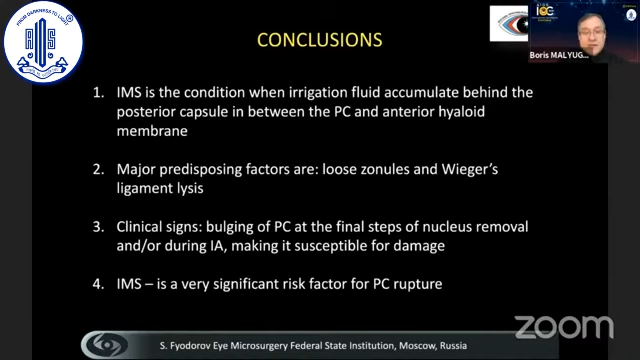 FROM DARKNESS TO LIGHT
CONCLUSIONS
Boris MALYUG...
1. IMS is the condition when irrigation fluid accumulate behind the
posterior capsule in between the PC and anterior hyaloid
membrane
2. Major predisposing factors are: loose zonules and Wieger's
ligament lysis
3. Clinical signs: bulging of PC at the final steps of nucleus removal
and/or during IA, making it susceptible for damage
4. IMS – is a very significant risk factor for PC rupture
zoom
S. Fyodorov Eye Microsurgery Federal State Institution, Moscow, Russia